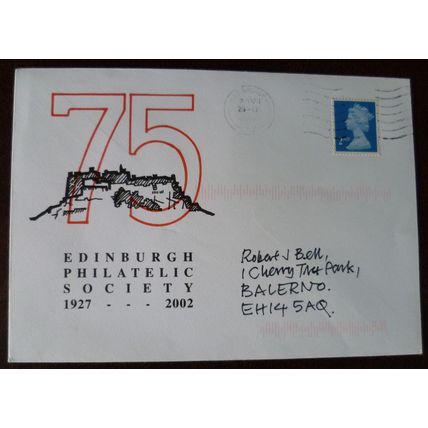 75
EDINBURGH
PHILATELIC
SOCIETY
1927 - - - 2002
Robert J Bell,
1 Cherry Tree Park,
BALERNO.
EH14 5AQ.